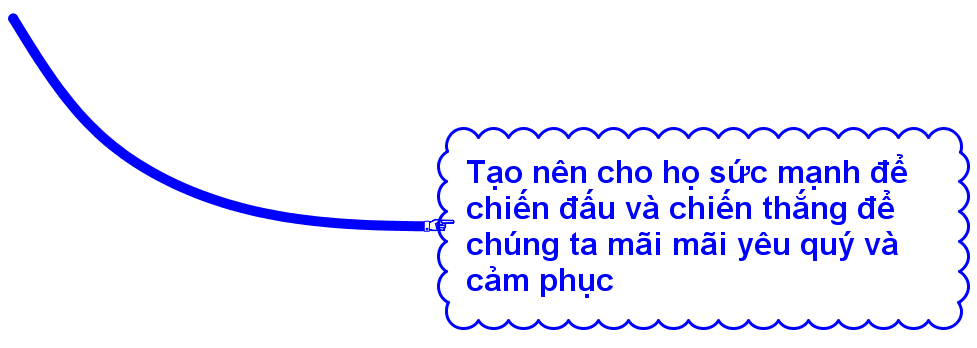 Tạo nên cho họ sức mạnh để
chiến đấu và chiến thắng để
chúng ta mãi mãi yêu quý và
cảm phục